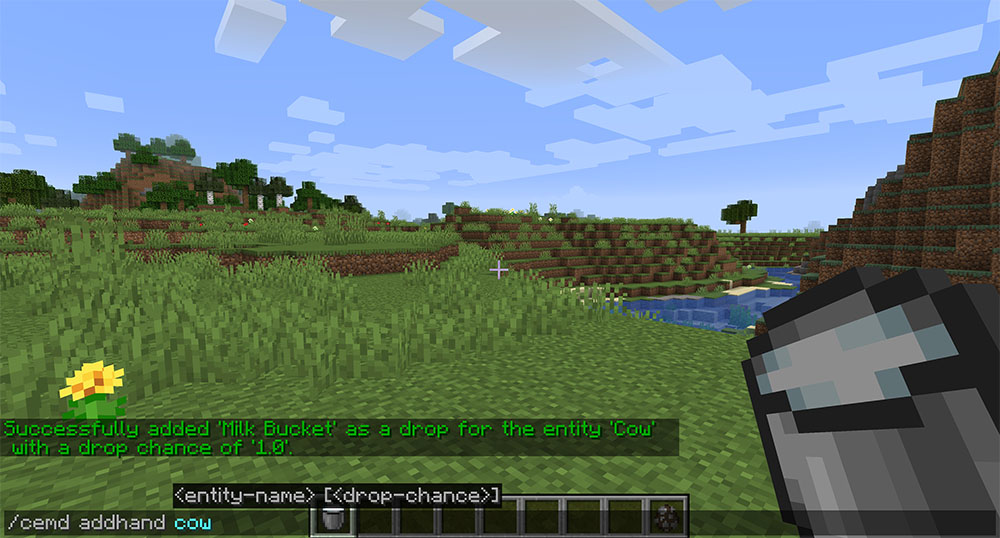 Successfully added 'Milk Bucket' as a drop for the entity 'Cow'
with a drop chance of '1.0'.
<entity-name> [<drop-chance>]
/cemd addhand cow